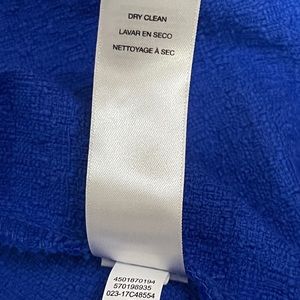 DRY CLEAN
LAVAR EN SECO
NETTOYAGE À SEC
4501670194
570198935
023-17C48554